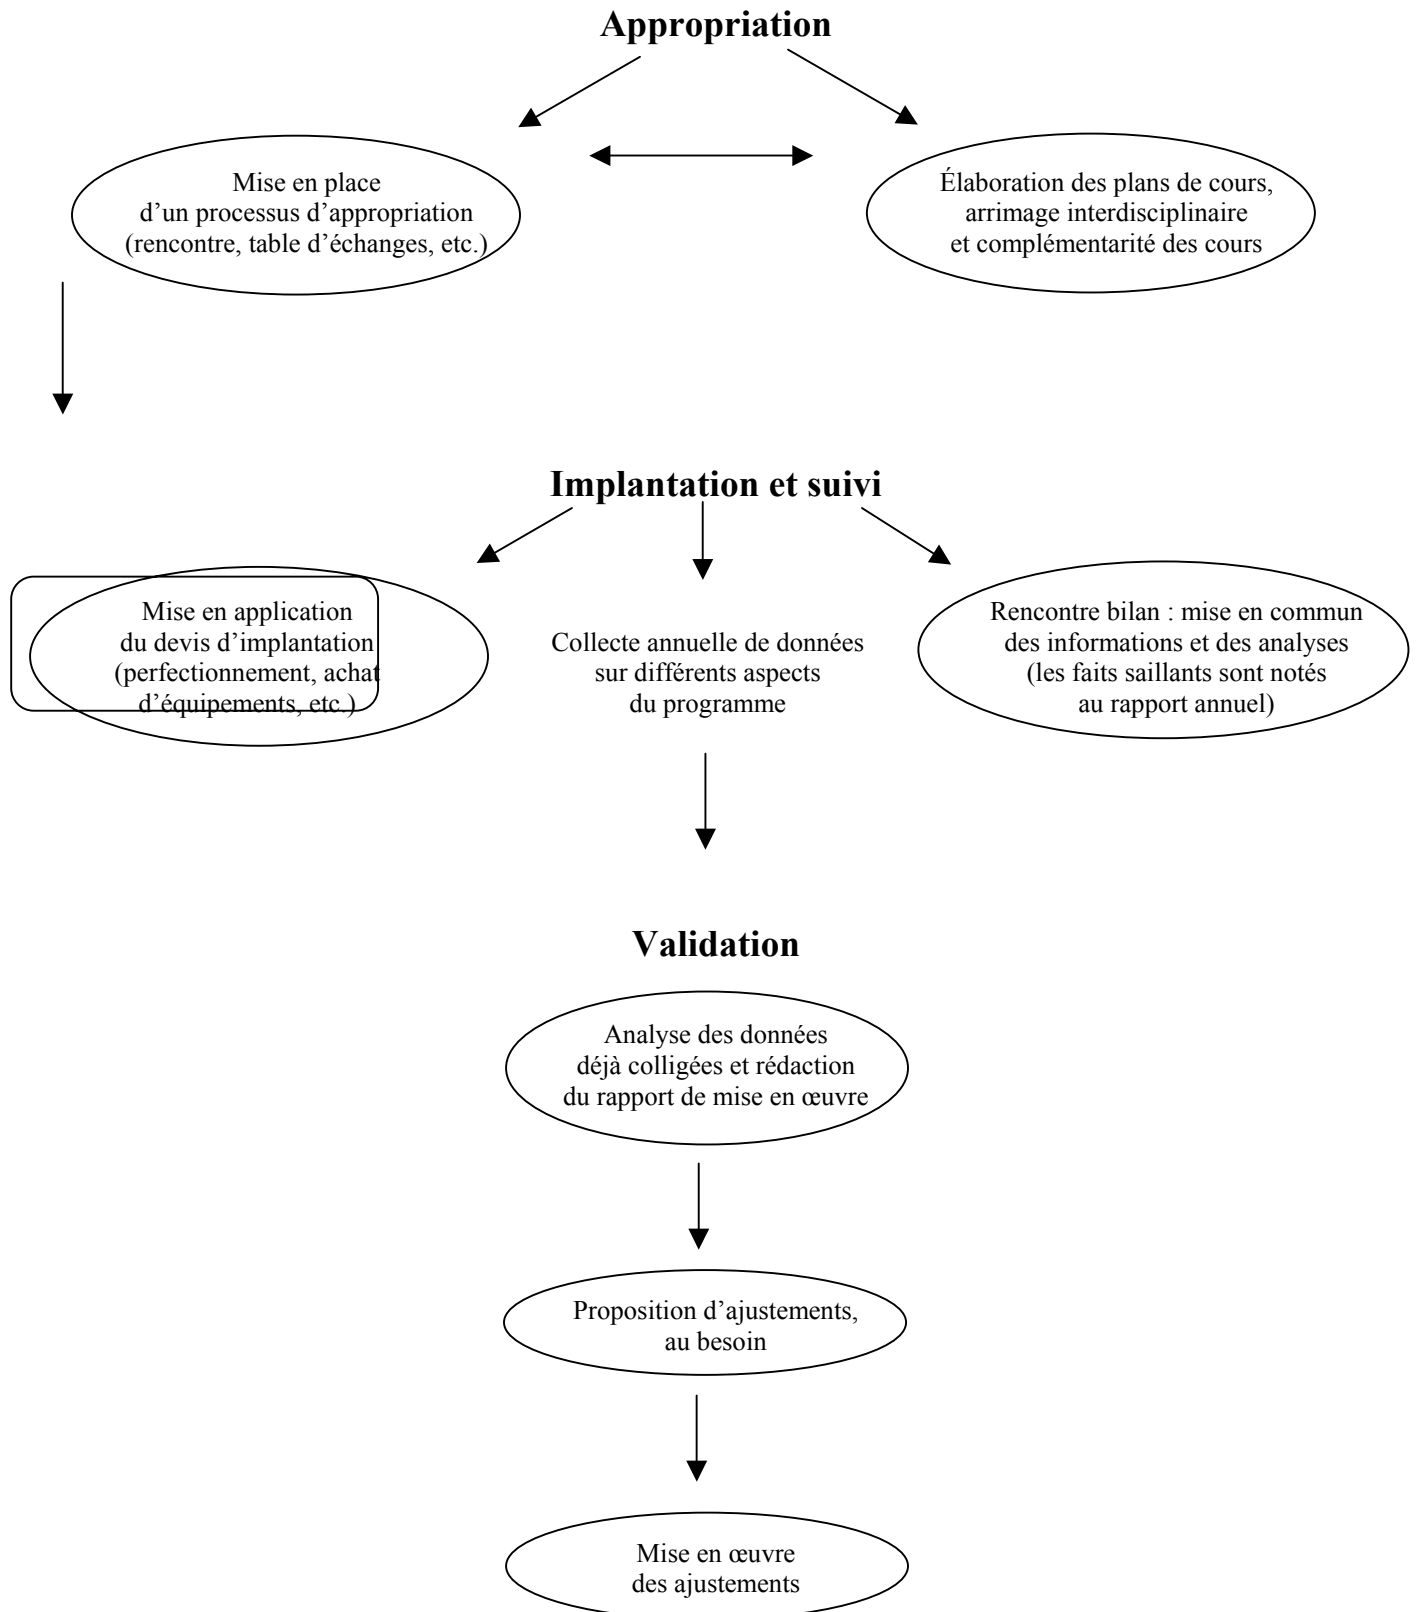 Appropriation
Mise en place
d’un processus d’appropriation
(rencontre, table d’échanges, etc.)
Élaboration des plans de cours,
arrimage interdisciplinaire
et complémentarité des cours
Implantation et suivi
Mise en application
du devis d’implantation
(perfectionnement, achat
d’équipements, etc.)
Collecte annuelle de données
sur différents aspects
du programme
Rencontre bilan : mise en commun
des informations et des analyses
(les faits saillants sont notés
au rapport annuel)
Validation
Analyse des données
déjà colligées et rédaction
du rapport de mise en œuvre
Proposition d’ajustements,
au besoin
Mise en œuvre
des ajustements